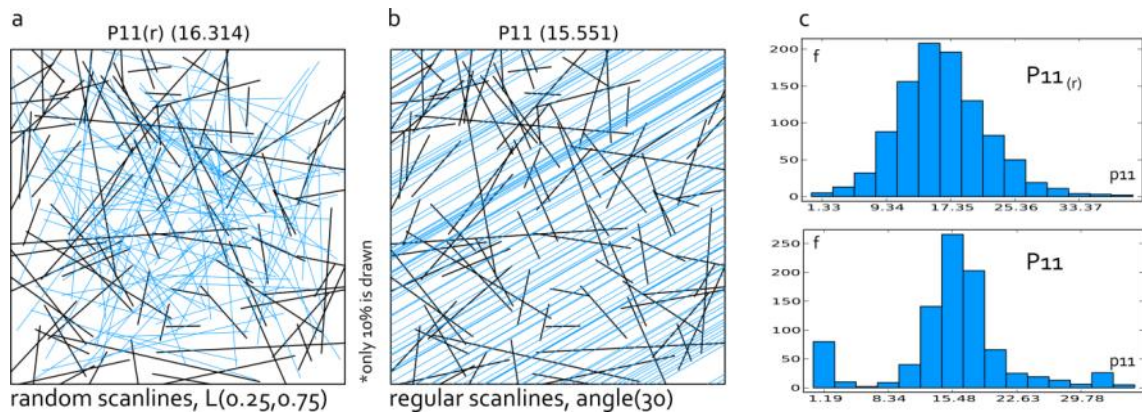 a
P11(r) (16.314)
random scanlines, L(0.25,0.75)
b
P11 (15.551)
*only 10% is drawn
regular scanlines, angle(30)
c
f
P11 (r)
p11
200
150
100
50
0
1.33 9.34 17.35 25.36 33.37
f
P11
p11
250
200
150
100
50
0
1.19 8.34 15.48 22.63 29.78